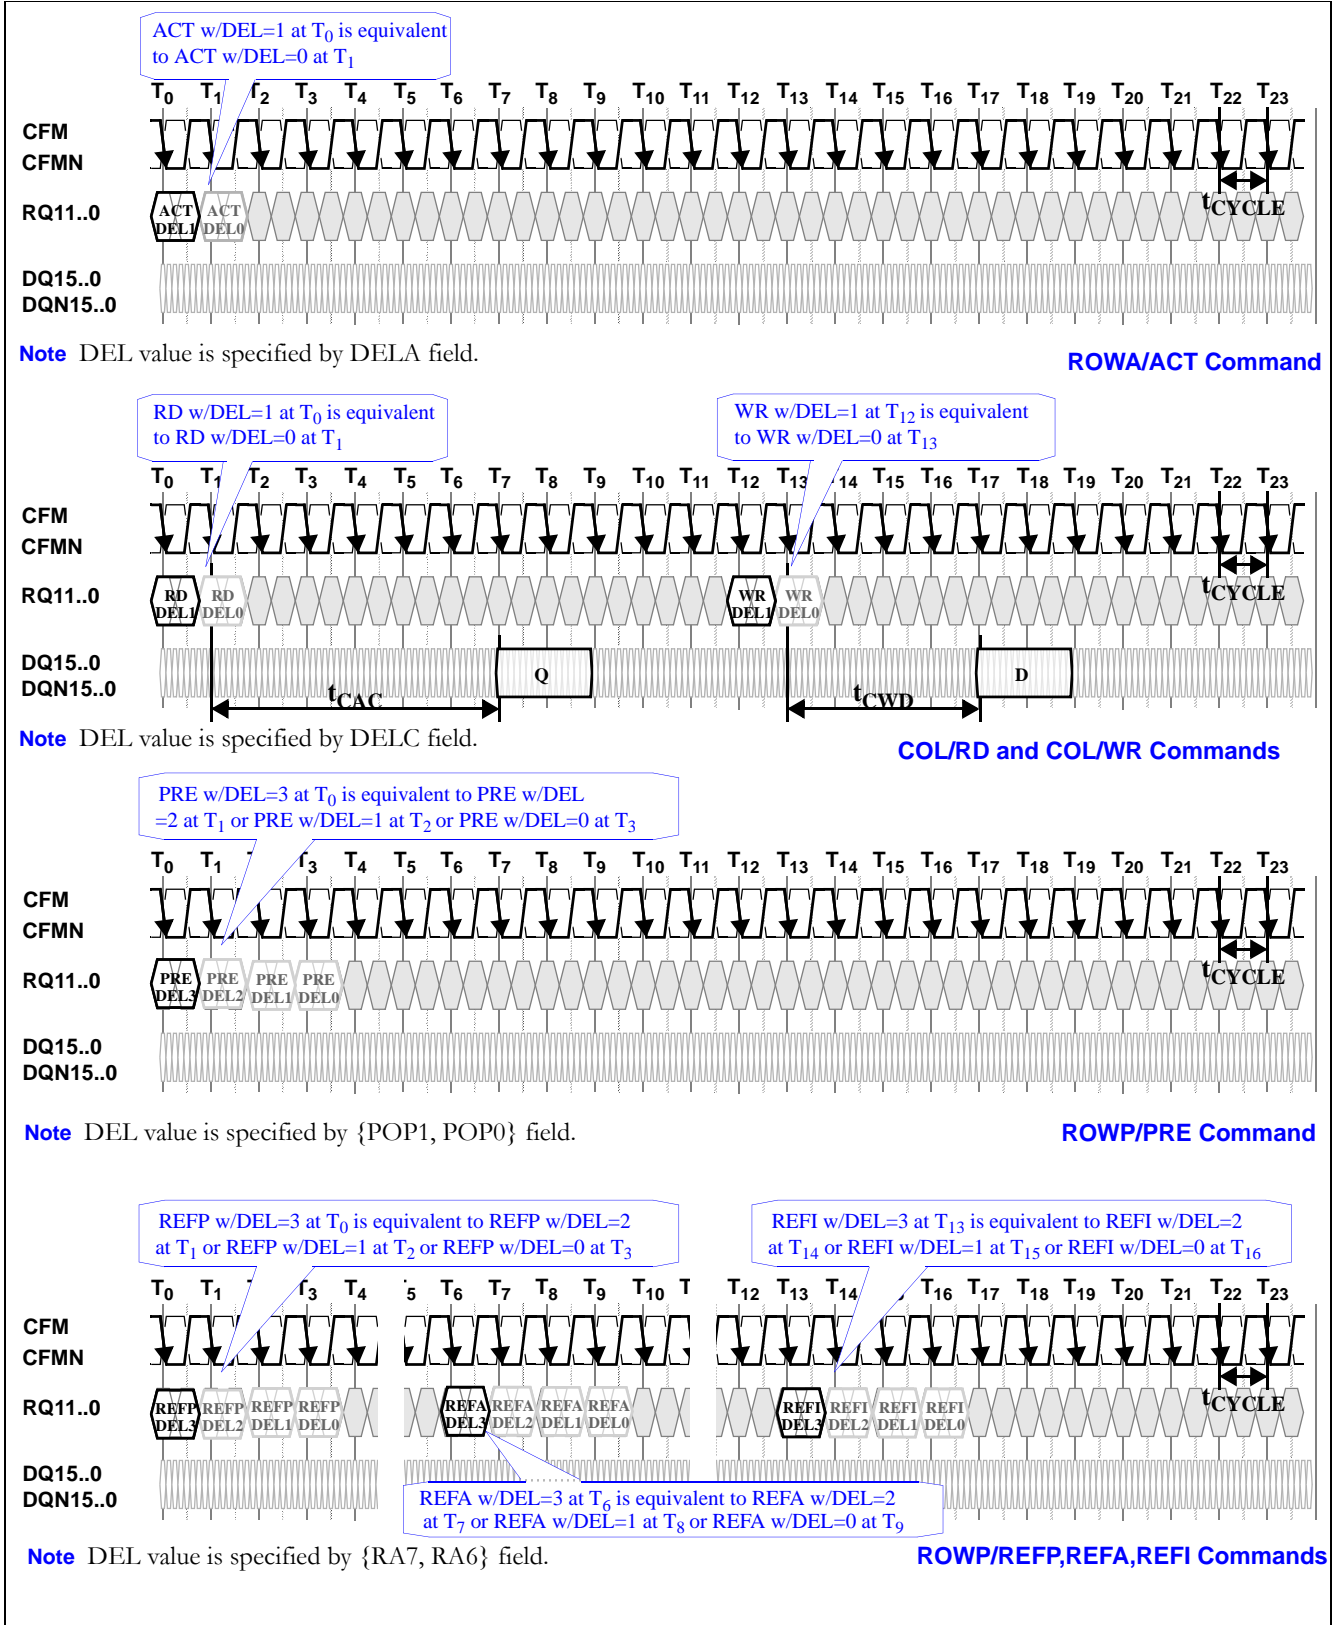 ACT w/DEL=1 at T0 is equivalent
to ACT w/DEL=0 at T1
T0 T1 T2 T3 T4 T5 T6 T7 T8 T9 T10 T11 T12 T13 T14 T15 T16 T17 T18 T19 T20 T21 T22 T23
CFM
CFMN
RQ11..0
ACT DEL1
ACT DEL0
tCYCLE
DQ15..0
DQN15..0
Note DEL value is specified by DELA field.
ROWA/ACT Command
RD w/DEL=1 at T0 is equivalent
to RD w/DEL=0 at T1
WR w/DEL=1 at T12 is equivalent
to WR w/DEL=0 at T13
T0 T1 T2 T3 T4 T5 T6 T7 T8 T9 T10 T11 T12 T13 T14 T15 T16 T17 T18 T19 T20 T21 T22 T23
CFM
CFMN
RQ11..0
RD DEL1
RD DEL0
WR DEL1
WR DEL0
tCYCLE
DQ15..0
DQN15..0
Q
D
tCAC
tCWD
Note DEL value is specified by DELC field.
COL/RD and COL/WR Commands
PRE w/DEL=3 at T0 is equivalent to PRE w/DEL
=2 at T1 or PRE w/DEL=1 at T2 or PRE w/DEL=0 at T3
T0 T1 T2 T3 T4 T5 T6 T7 T8 T9 T10 T11 T12 T13 T14 T15 T16 T17 T18 T19 T20 T21 T22 T23
CFM
CFMN
RQ11..0
PRE DEL3
PRE DEL2
PRE DEL1
PRE DEL0
tCYCLE
DQ15..0
DQN15..0
Note DEL value is specified by {POP1, POP0} field.
ROWP/PRE Command
REFP w/DEL=3 at T0 is equivalent to REFP w/DEL=2
at T1 or REFP w/DEL=1 at T2 or REFP w/DEL=0 at T3
REFI w/DEL=3 at T13 is equivalent to REFI w/DEL=2
at T14 or REFI w/DEL=1 at T15 or REFI w/DEL=0 at T16
T0 T1 T3 T4 5 T6 T7 T8 T9 T10 T12 T13 T14 T16 T17 T18 T19 T20 T21 T22 T23
CFM
CFMN
RQ11..0
REFP DEL3
REFP DEL2
REFP DEL1
REFP DEL0
REFA DEL3
REFA DEL2
REFA DEL1
REFA DEL0
REFI DEL3
REFI DEL2
REFI DEL1
REFI DEL0
tCYCLE
DQ15..0
DQN15..0
REFA w/DEL=3 at T6 is equivalent to REFA w/DEL=2
at T7 or REFA w/DEL=1 at T8 or REFA w/DEL=0 at T9
Note DEL value is specified by {RA7, RA6} field.
ROWP/REFP,REFA,REFI Commands